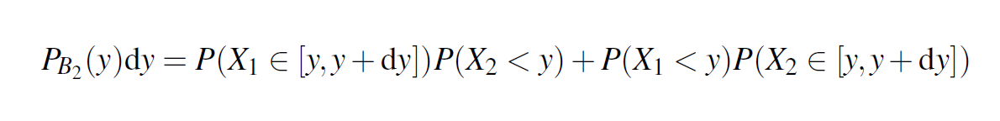 P_{B_2}(y)dy = P(X_1 ∈ [y, y + dy])P(X_2 < y) + P(X_1 < y)P(X_2 ∈ [y, y + dy])